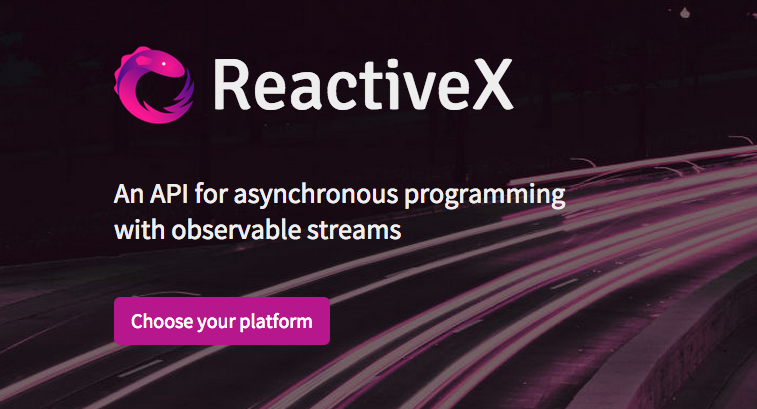 ReactiveX
An API for asynchronous programming
with observable streams
Choose your platform